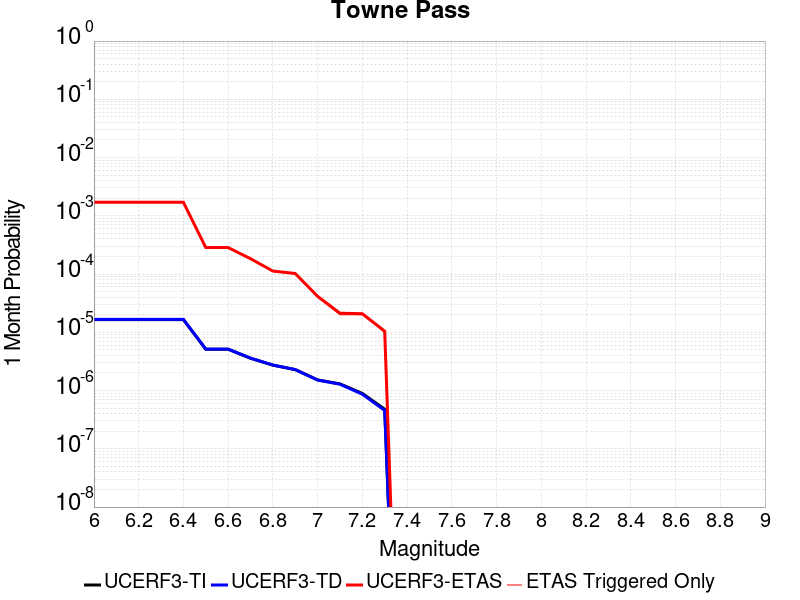 Towne Pass
10^0
10^-1
10^-2
10^-3
10^-4
10^-5
10^-6
10^-7
10^-8
1 Month Probability
6 6.2 6.4 6.6 6.8 7 7.2 7.4 7.6 7.8 8 8.2 8.4 8.6 8.8 9
Magnitude
UCERF3-TI UCERF3-TD UCERF3-ETAS ETAS Triggered Only